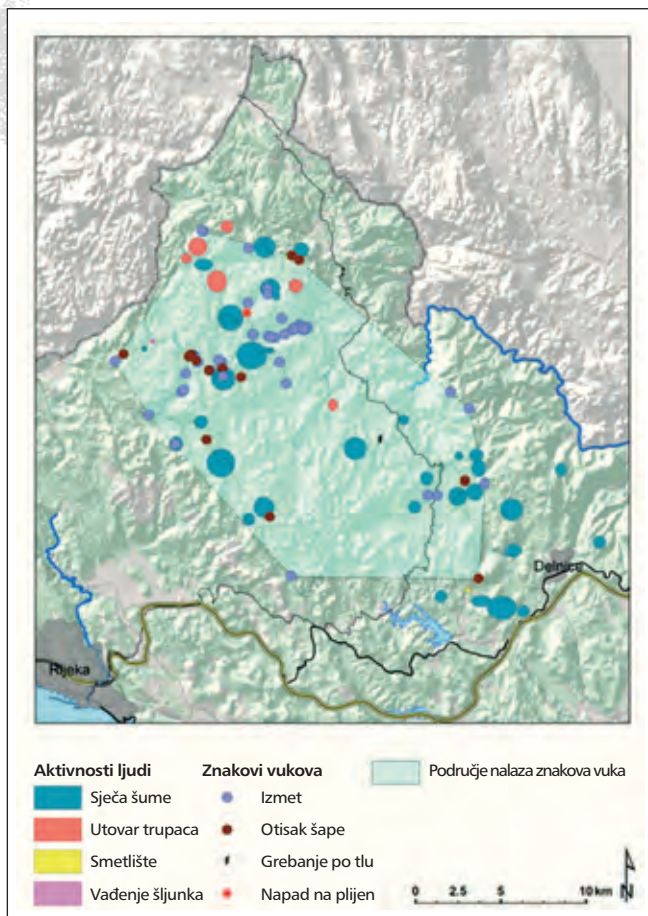 Delnice
Rijeka
Aktivnosti ljudi
Sječa šume
Utovar trupaca
Smetlište
Vađenje šljunka
Znakovi vukova
Izmet
Otisak šape
Grebanje po tlu
Napad na plijen
Područje nalaza znakova vuka
0 2.5 5 10 km
N